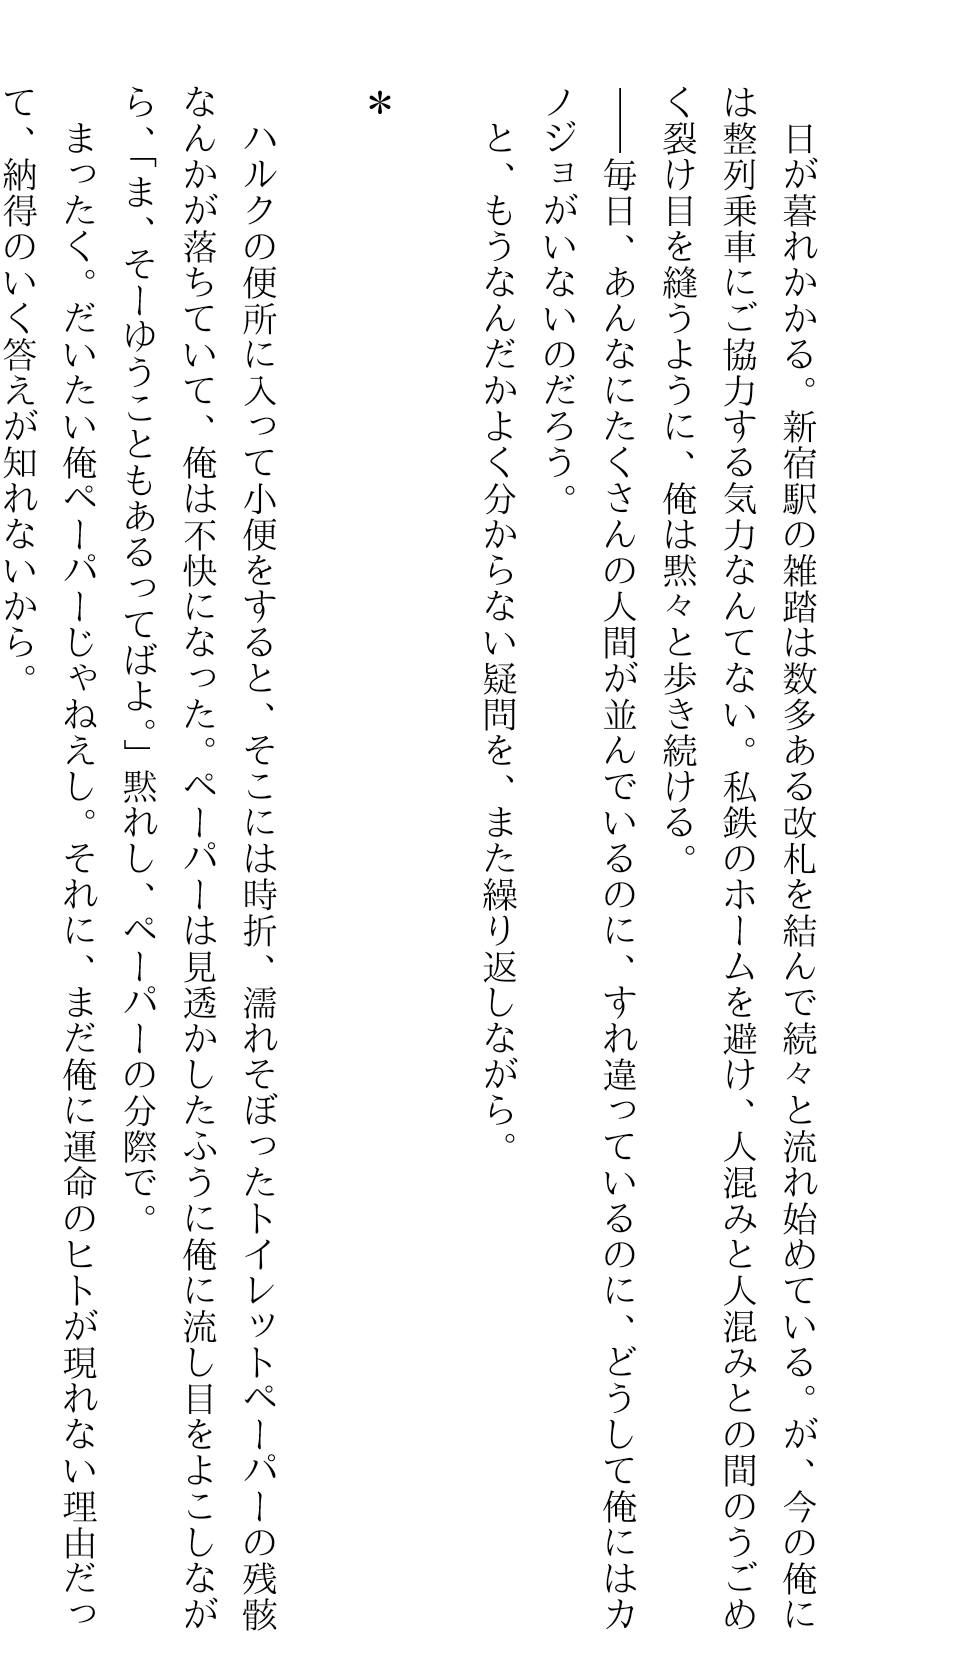 日が暮れかかる。新宿駅の雑踏は数多ある改札を結んで続々と流れ始めている。が、今の俺に
は整列乗車にご協力する気力なんてない。私鉄のホームを避け、人混みと人混みとの間のうごめ
く裂け目を縫うように、俺は黙々と歩き続ける。
――毎日、あんなにたくさんの人間が並んでいるのに、すれ違っているのに、どうして俺にはカ
ノジョがいないのだろう。
と、もうなんだかよく分からない疑問を、また繰り返しながら。
*
ハルクの便所に入って小便をすると、そこには時折、濡れそぼったトイレットペーパーの残骸
なんかが落ちていて、俺は不快になった。ペーパーは見透かしたふうに俺に流し目をよこしなが
ら、「ま、そーゆうこともあるってばよ。」黙れし、ペーパーの分際で。
まったく。だいたい俺ペーパーじゃねえし。それに、まだ俺に運命のヒトが現れない理由だっ
て、納得のいく答えが知れないから。